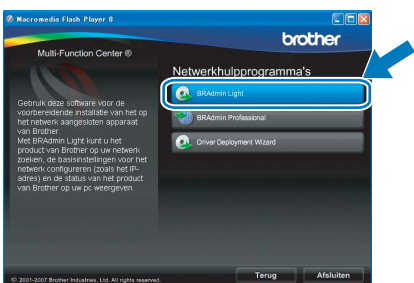 Macromedia Flash Player 8
brother
Multi-Function Center ®
Netwerkhulpprogramma's
BRAdmin Light
BRAdmin Professional
Driver Deployment Wizard
Gebruik deze software voor de
voorbereidende installatie van het op
het netwerk aangesloten apparaat
van Brother.
Met BRAdmin Light kunt u het
product van Brother op uw netwerk
zoeken, de basisinstellingen voor het
netwerk configureren (zoals het IP-
adres) en de status van het product
van Brother op uw pc weergeven.
© 2001-2007 Brother Industries, Ltd. All rights reserved.
Terug
Afsluiten